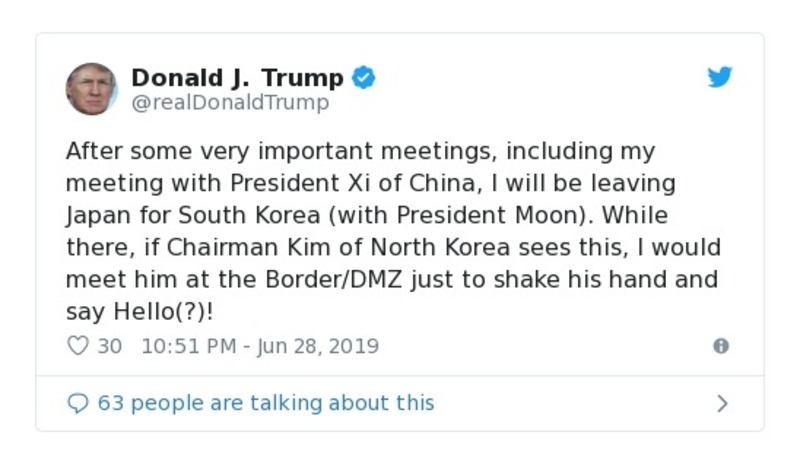 Donald J. Trump
@realDonaldTrump
After some very important meetings, including my
meeting with President Xi of China, I will be leaving
Japan for South Korea (with President Moon). While
there, if Chairman Kim of North Korea sees this, I would
meet him at the Border/DMZ just to shake his hand and
say Hello(?)!
30 10:51 PM - Jun 28, 2019
63 people are talking about this